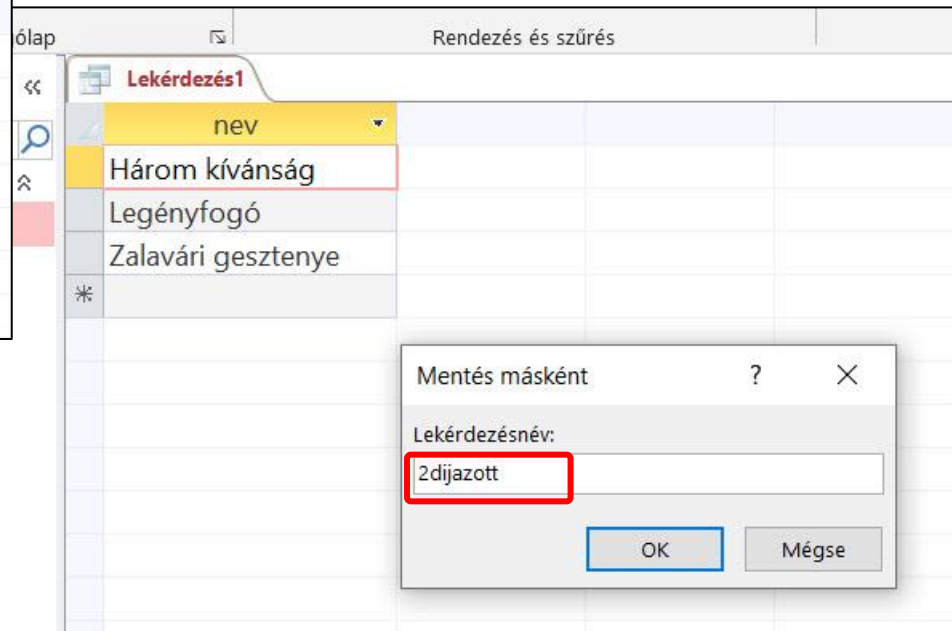 ólap
Rendezés és szűrés
«
Lekérdezés1
nev
Három kívánság
Legényfogó
Zalavári gesztenye
Mentés másként
?
Lekérdezésnév:
2dijazott
OK
Mégse